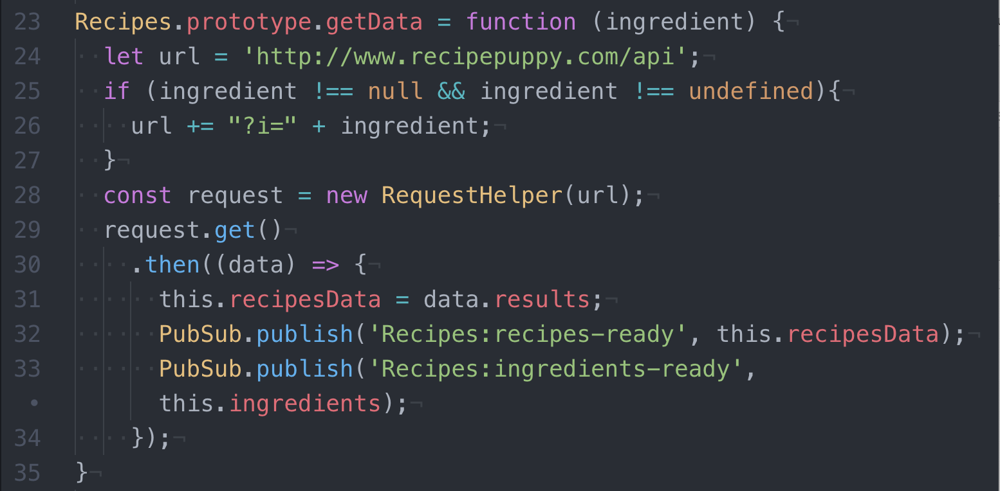 23 Recipes.prototype.getData = function (ingredient) {¬
24 ··let url = 'http://www.recipepuppy.com/api';¬
25 ··if (ingredient !== null && ingredient !== undefined){¬
26 ····url += "?i=" + ingredient;¬
27 ··}¬
28 ··const request = new RequestHelper(url);¬
29 ··request.get()¬
30 ····.then((data) => {¬
31 ······this.recipesData = data.results;¬
32 ······PubSub.publish('Recipes:recipes-ready', this.recipesData);¬
33 ······PubSub.publish('Recipes:ingredients-ready',
• this.ingredients);¬
34 ····});¬
35 }¬